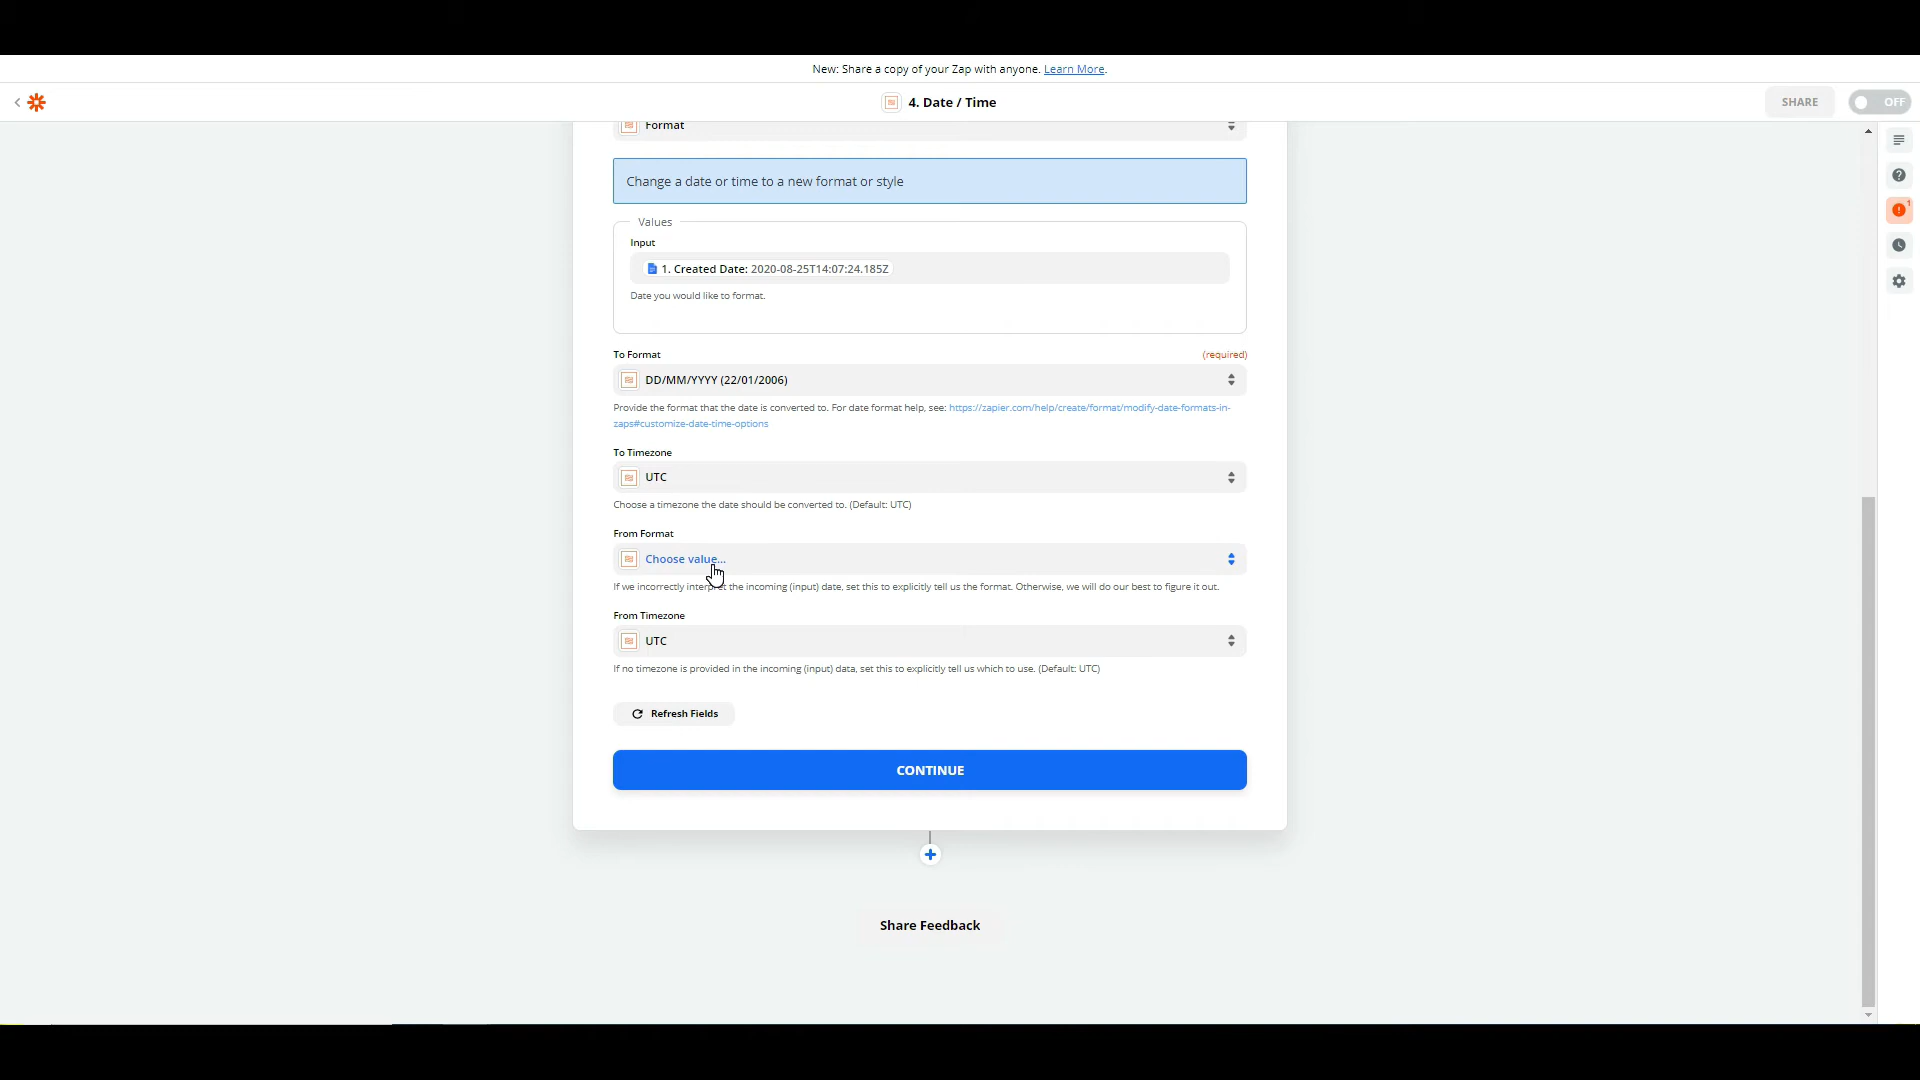 New: Share a copy of your Zap with anyone. Learn More.
4. Date / Time
SHARE
OFF
Format
Change a date or time to a new format or style
Values
Input
1. Created Date: 2020-08-25T14:07:24.185Z
Date you would like to format.
To Format
(required)
DD/MM/YYYY (22/01/2006)
Provide the format that the date is converted to. For date format help, see: https://zapier.com/help/create/format/modify-date-formats-in-
zaps#customize-date-time-options
To Timezone
UTC
Choose a timezone the date should be converted to. (Default: UTC)
From Format
Choose value...
If we incorrectly interpret the incoming (input) date, set this to explicitly tell us the format. Otherwise, we will do our best to figure it out.
From Timezone
UTC
If no timezone is provided in the incoming (input) data, set this to explicitly tell us which to use. (Default: UTC)
Refresh Fields
CONTINUE
Share Feedback